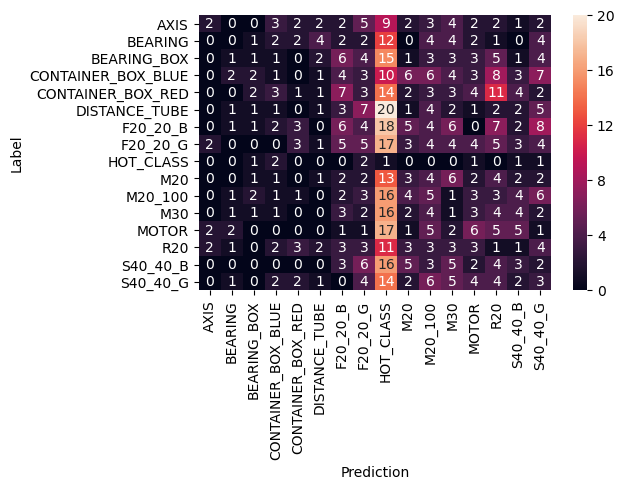 AXIS 2 0 0 3 2 2 2 5 9 2 3 4 2 2 1 2
BEARING 0 0 1 2 2 4 2 2 12 0 4 4 2 1 0 4
BEARING_BOX 0 1 1 1 0 2 6 4 15 1 3 3 3 5 1 4
CONTAINER_BOX_BLUE 0 2 2 1 0 1 4 3 10 6 6 4 3 8 3 7
CONTAINER_BOX_RED 0 0 2 3 1 1 7 3 14 2 3 3 4 11 4 2
DISTANCE_TUBE 0 1 1 1 0 1 3 7 20 1 4 2 1 2 2 5
F20_20_B 0 1 1 2 3 0 6 4 18 5 4 6 0 7 2 8
F20_20_G 2 0 0 0 3 1 5 5 17 3 4 4 4 5 3 4
HOT_CLASS 0 0 1 2 0 0 0 2 1 0 0 0 1 0 1 1
M20 0 0 1 1 0 1 2 2 13 3 4 6 2 4 2 2
M20_100 0 1 2 1 1 0 2 3 16 4 5 1 3 3 4 6
M30 0 1 1 1 0 0 3 2 16 2 4 1 3 4 4 2
MOTOR 2 2 0 0 0 0 1 1 17 1 5 2 6 5 5 1
R20 2 1 0 2 3 2 3 3 11 3 3 3 3 1 1 4
S40_40_B 0 0 0 0 0 0 3 6 16 5 3 5 2 4 3 2
S40_40_G 0 1 0 2 2 1 0 4 14 2 6 5 4 4 2 3
Label
AXIS
BEARING
BEARING_BOX
CONTAINER_BOX_BLUE
CONTAINER_BOX_RED
DISTANCE_TUBE
F20_20_B
F20_20_G
HOT_CLASS
M20
M20_100
M30
MOTOR
R20
S40_40_B
S40_40_G
Prediction
20
16
12
8
4
0